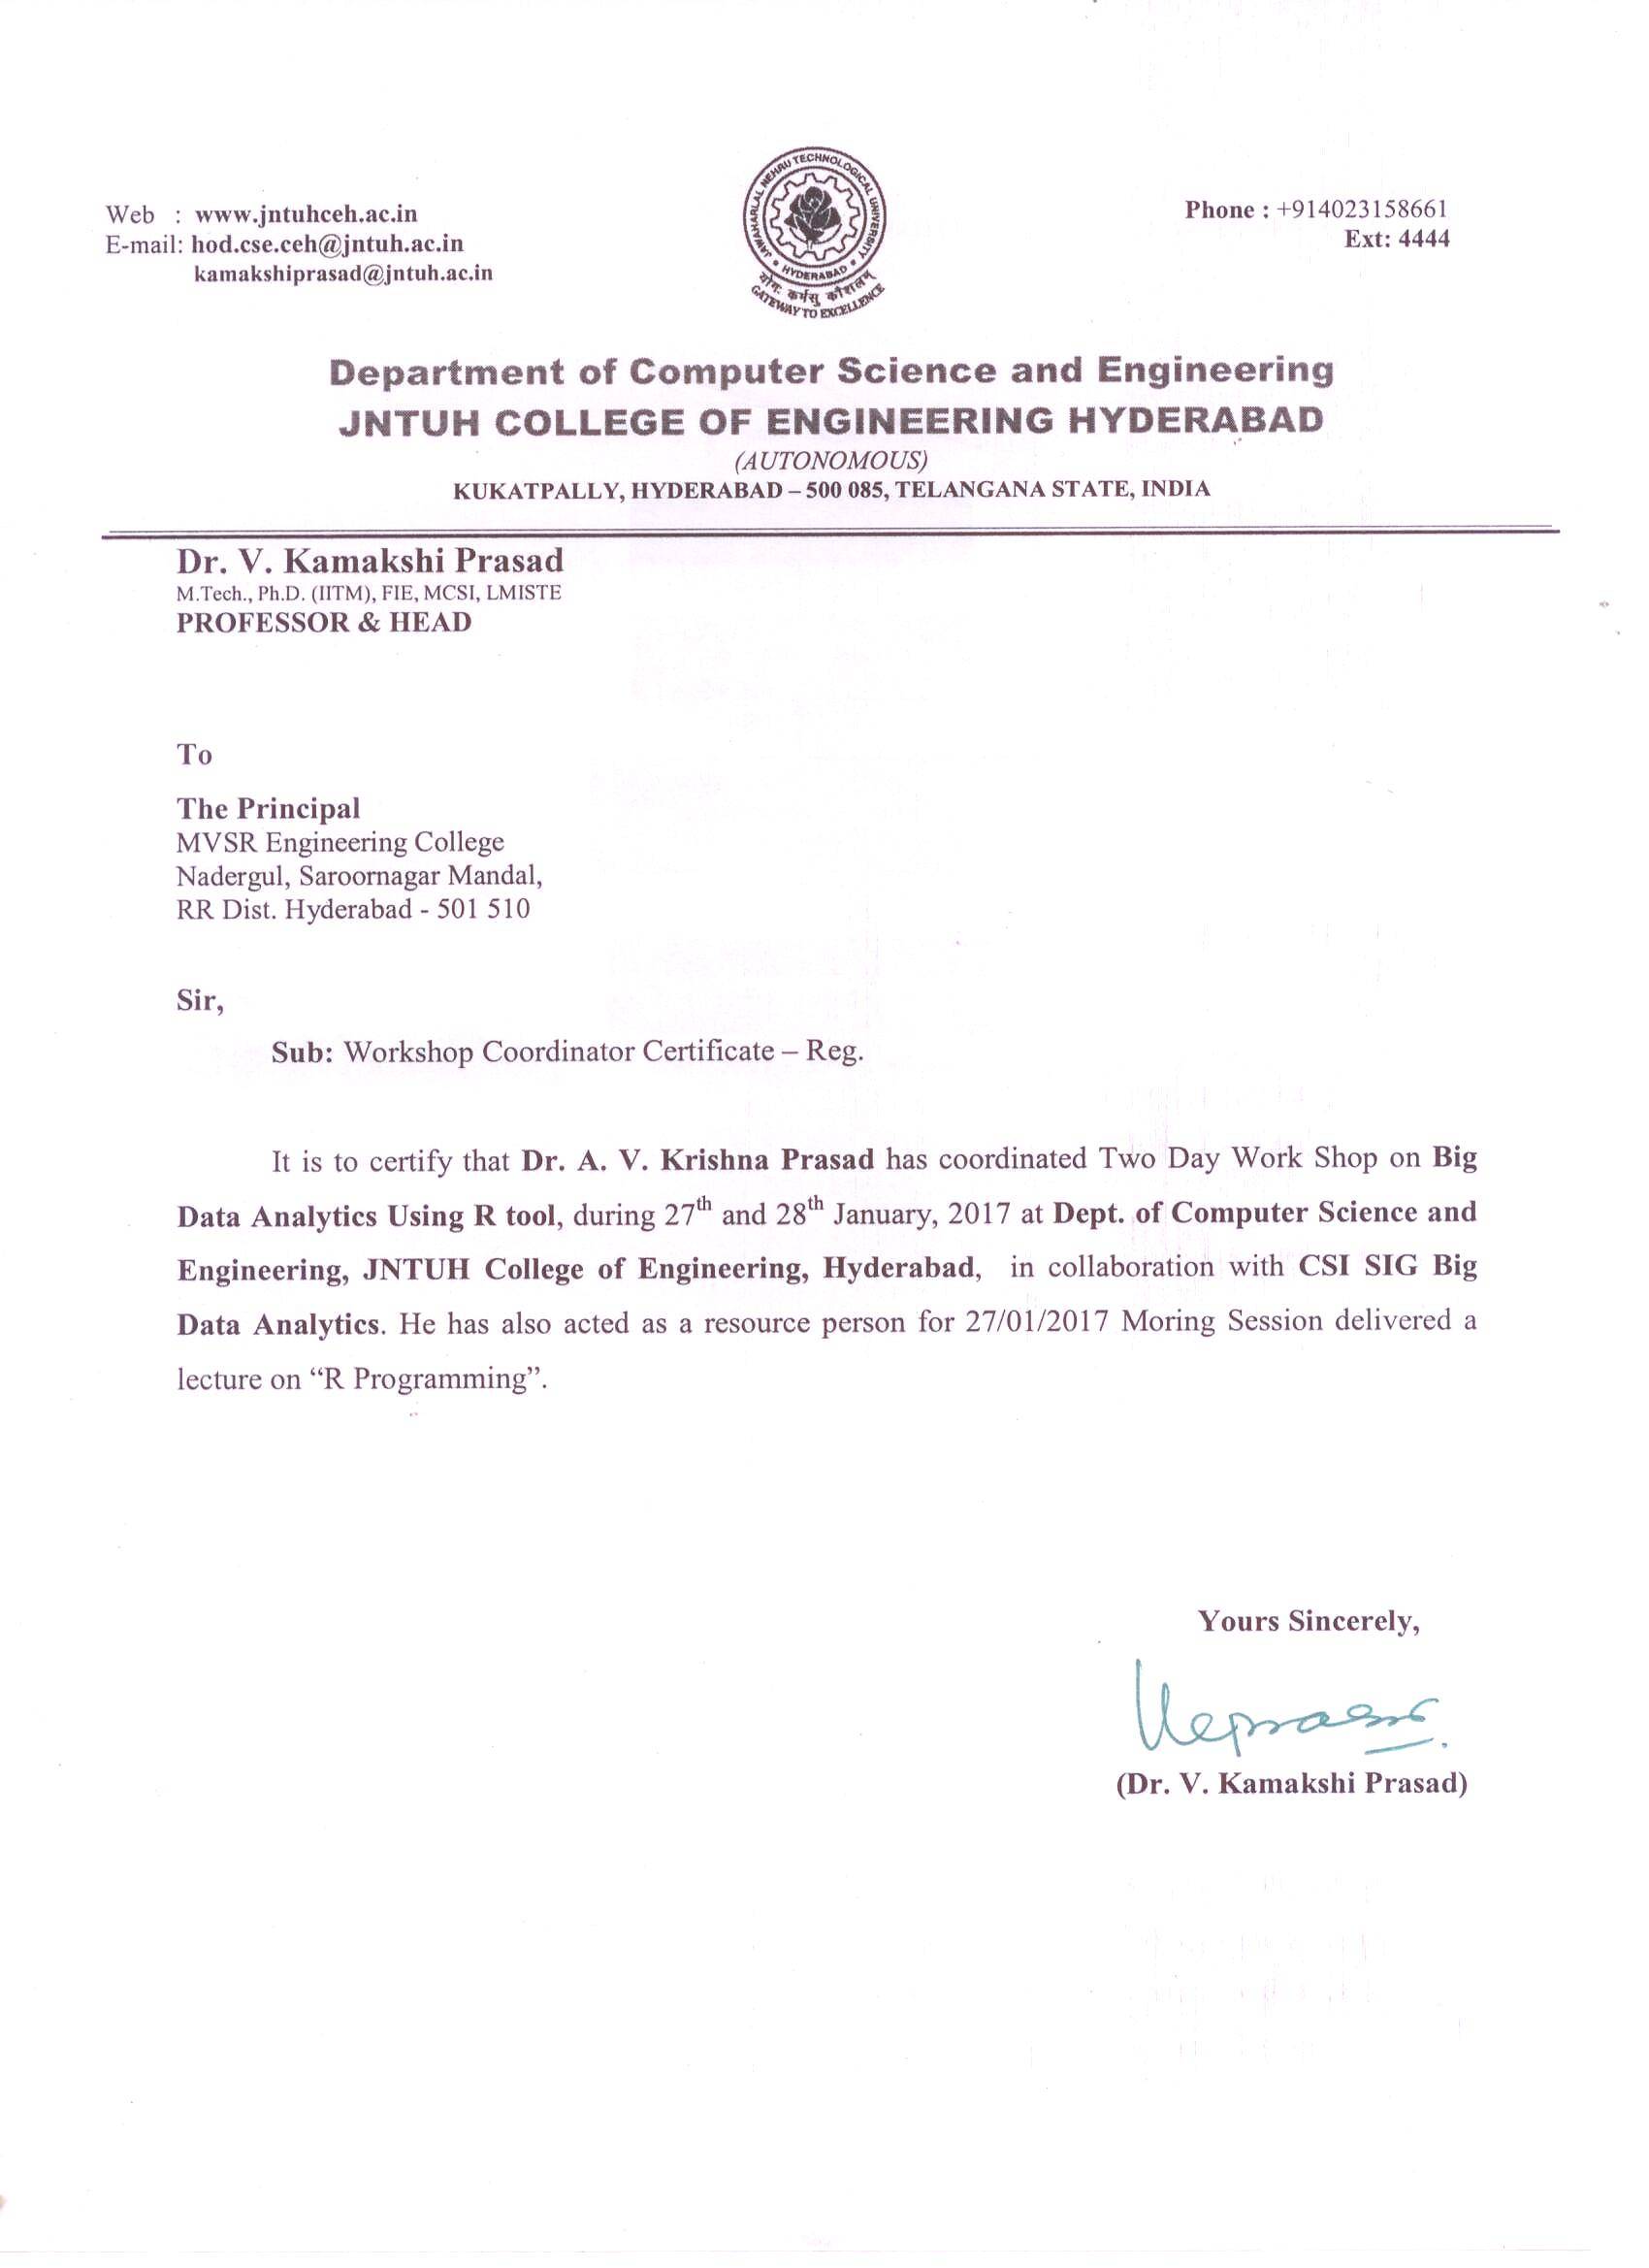 JAWAHARLAL NEHRU TECHNOLOGICAL UNIVERSITY
HYDERABAD
योगः कर्मसु कौशलम्
GATEWAY TO EXCELLENCE
Web : www.jntuhceh.ac.in
E-mail: hod.cse.ceh@jntuh.ac.in
kamakshiprasad@jntuh.ac.in
Phone : +914023158661
Ext: 4444
Department of Computer Science and Engineering
JNTUH COLLEGE OF ENGINEERING HYDERABAD
(AUTONOMOUS)
KUKATPALLY, HYDERABAD – 500 085, TELANGANA STATE, INDIA
Dr. V. Kamakshi Prasad
M.Tech., Ph.D. (IITM), FIE, MCSI, LMISTE
PROFESSOR & HEAD
To
The Principal
MVSR Engineering College
Nadergul, Saroornagar Mandal,
RR Dist. Hyderabad - 501 510
Sir,
Sub: Workshop Coordinator Certificate – Reg.
It is to certify that Dr. A. V. Krishna Prasad has coordinated Two Day Work Shop on Big
Data Analytics Using R tool, during 27th and 28th January, 2017 at Dept. of Computer Science and
Engineering, JNTUH College of Engineering, Hyderabad, in collaboration with CSI SIG Big
Data Analytics. He has also acted as a resource person for 27/01/2017 Moring Session delivered a
lecture on “R Programming”.
Yours Sincerely,
(Dr. V. Kamakshi Prasad)